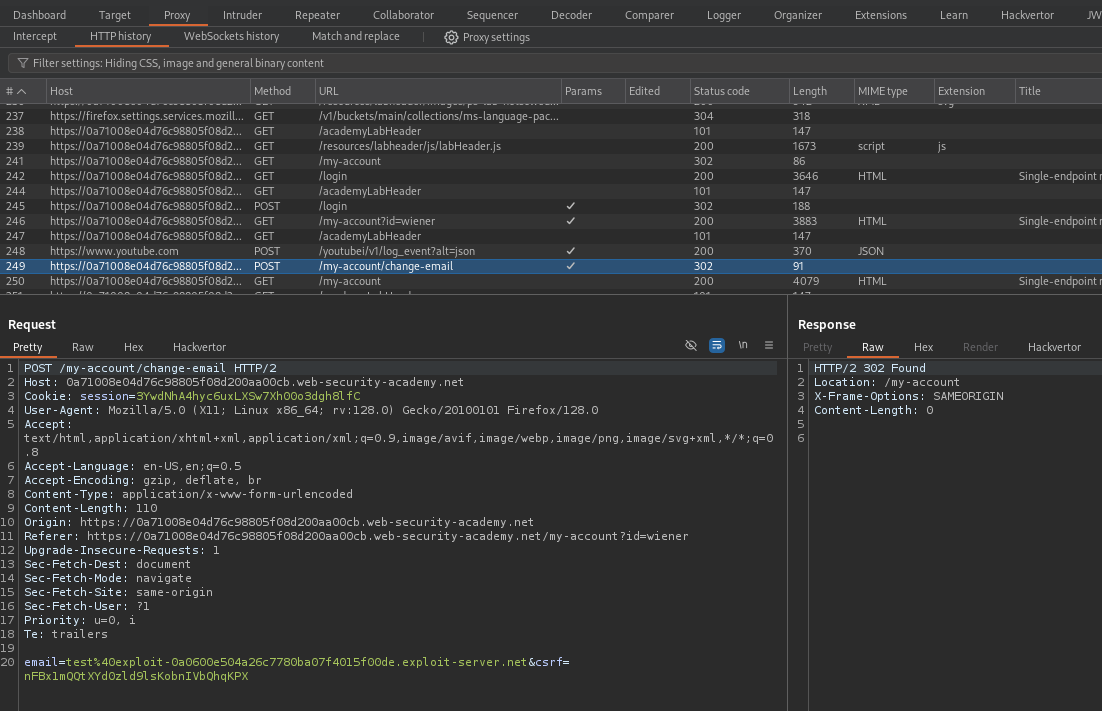 Dashboard Target Proxy Intruder Repeater Collaborator Sequencer Decoder Comparer Logger Organizer Extensions Learn Hackvertor JW
Intercept HTTP history WebSockets history Match and replace Proxy settings
Filter settings: Hiding CSS, image and general binary content
# Host Method URL Params Edited Status code Length MIME type Extension Title
237 https://firefox.settings.services.mozill... GET /v1/buckets/main/collections/ms-language-pac... 304 318
238 https://0a71008e04d76c98805f08d2... GET /academyLabHeader 101 147
239 https://0a71008e04d76c98805f08d2... GET /resources/labheader/js/labHeader.js 200 1673 script js
241 https://0a71008e04d76c98805f08d2... GET /my-account 302 86
242 https://0a71008e04d76c98805f08d2... GET /login 200 3646 HTML Single-endpoint r
244 https://0a71008e04d76c98805f08d2... GET /academyLabHeader 101 147
245 https://0a71008e04d76c98805f08d2... POST /login ✓ 302 188
246 https://0a71008e04d76c98805f08d2... GET /my-account?id=wiener ✓ 200 3883 HTML Single-endpoint r
247 https://0a71008e04d76c98805f08d2... GET /academyLabHeader 101 147
248 https://www.youtube.com POST /youtubei/v1/log_event?alt=json ✓ 200 370 JSON
249 https://0a71008e04d76c98805f08d2... POST /my-account/change-email ✓ 302 91
250 https://0a71008e04d76c98805f08d2... GET /my-account 200 4079 HTML Single-endpoint r
Request
Pretty Raw Hex Hackvertor \n
1 POST /my-account/change-email HTTP/2
2 Host: 0a71008e04d76c98805f08d200aa00cb.web-security-academy.net
3 Cookie: session=3YwdNhA4hyc6uxLXSw7Xh0Oo3dgh8lfC
4 User-Agent: Mozilla/5.0 (X11; Linux x86_64; rv:128.0) Gecko/20100101 Firefox/128.0
5 Accept:
text/html,application/xhtml+xml,application/xml;q=0.9,image/avif,image/webp,image/png,image/svg+xml,*/*;q=0
.8
6 Accept-Language: en-US,en;q=0.5
7 Accept-Encoding: gzip, deflate, br
8 Content-Type: application/x-www-form-urlencoded
9 Content-Length: 110
10 Origin: https://0a71008e04d76c98805f08d200aa00cb.web-security-academy.net
11 Referer: https://0a71008e04d76c98805f08d200aa00cb.web-security-academy.net/my-account?id=wiener
12 Upgrade-Insecure-Requests: 1
13 Sec-Fetch-Dest: document
14 Sec-Fetch-Mode: navigate
15 Sec-Fetch-Site: same-origin
16 Sec-Fetch-User: ?1
17 Priority: u=0, i
18 Te: trailers
19
20 email=test%40exploit-0a0600e504a26c7780ba07f4015f00de.exploit-server.net&csrf=
nFBx1mQQtXYdOzld9lsKobnIVbQhqKPX
Response
Pretty Raw Hex Render Hackvertor
1 HTTP/2 302 Found
2 Location: /my-account
3 X-Frame-Options: SAMEORIGIN
4 Content-Length: 0
5
6